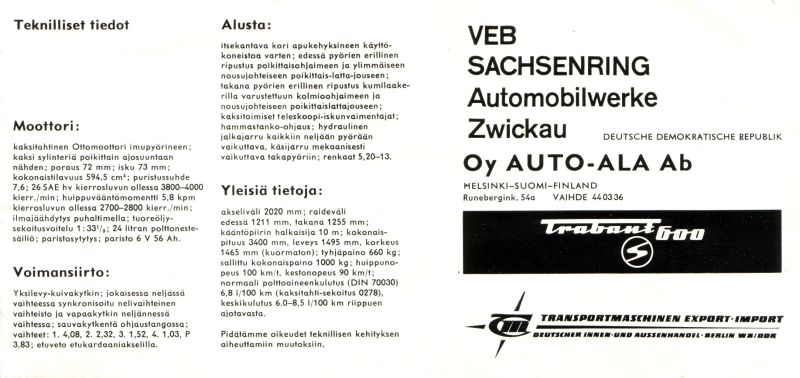 Teknilliset tiedot
Moottori:
kaksitahtinen Ottomoottori imupyörineen;
kaksi sylinteriä poikittain ajosuuntaan
nähden; poraus 72 mm; isku 73 mm;
kokonaistilavuus 594,5 cm³; puristussuhde
7,6; 26 SAE hv kierrosluvun ollessa 3800–4000
kierr./min; huippuvääntömomentti 5,8 kpm
kierrosluvun ollessa 2700–2800 kierr./min;
ilmajäähdytys puhaltimella; tuoreöljy-
sekoitusvoitelu 1:33¹/₃; 24 litran polttoneste-
säiliö; paristosytytys; paristo 6 V 56 Ah.
Voimansiirto:
Yksilevy-kuivakytkin; jokaisessa neljässä
vaihteessa synkronisoitu nelivaihteinen
vaihteisto ja vapaakytkin neljännessä
vaihteessa; sauvakytkentä ohjaustangossa;
vaihteet: 1. 4,08, 2. 2,32, 3. 1,52, 4. 1,03, P
3,83; etuveto etukardaaniakselilla.
Alusta:
itsekantava kori apukehyksineen käyttö-
koneistoa varten; edessä pyörien erillinen
ripustus poikittaisohjaimeen ja ylimmäiseen
nousujohteiseen poikittais-latta-jouseen;
takana pyörien erillinen ripustus kumilaake-
rilla varustettuun kolmioohjaimeen ja
nousujohteiseen poikittaislattajouseen;
kaksitoimiset teleskoopi-iskunvaimentajat;
hammastanko-ohjaus; hydraulinen
jalkajarru kaikkiin neljään pyörään
vaikuttava, käsijarru mekaanisesti
vaikuttava takapyöriin; renkaat 5,20–13.
Yleisiä tietoja:
akseliväli 2020 mm; raideväli
edessä 1211 mm, takana 1255 mm;
kääntöpiirin halkaisija 10 m; kokonais-
pituus 3400 mm, leveys 1495 mm, korkeus
1465 mm (kuormaton); tyhjäpaino 660 kg;
sallittu kokonaispaino 1000 kg; huippuno-
peus 100 km/t, kestonopeus 90 km/t;
normaali polttoaineenkulutus (DIN 70030)
6,8 l/100 km (kaksitahti-sekoitus 0278),
keskikulutus 6,0–8,5 l/100 km riippuen
ajotavasta.
Pidätämme oikeudet teknillisen kehityksen
aiheuttamiin muutoksiin.
VEB
SACHSENRING
Automobilwerke
Zwickau DEUTSCHE DEMOKRATISCHE REPUBLIK
Oy AUTO-ALA Ab
HELSINKI–SUOMI–FINLAND
Runebergink. 54a VAIHDE 440336
Trabant 600
S
TM
TRANSPORTMASCHINEN EXPORT-IMPORT
DEUTSCHER INNEN-UND AUSSENHANDEL-BERLIN W8/DDR